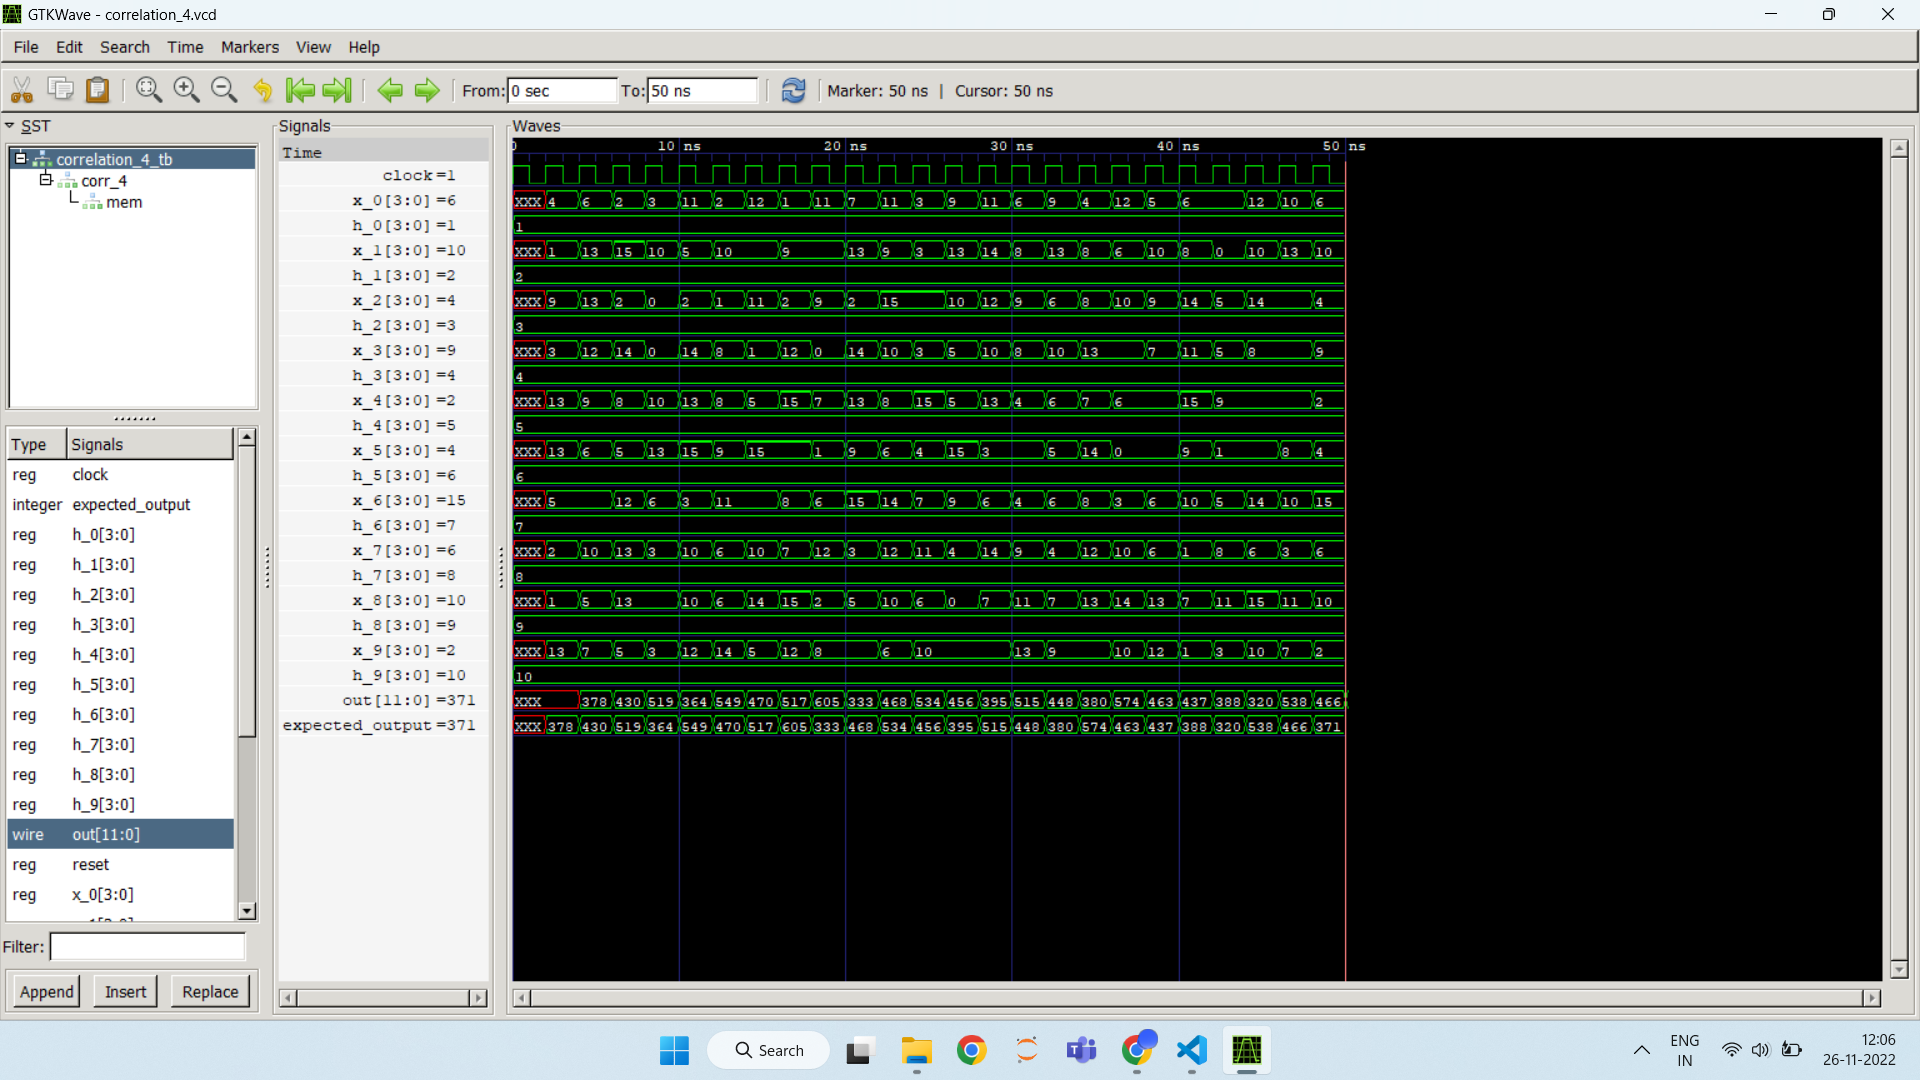 GTKWave - correlation_4.vcd
File Edit Search Time Markers View Help
From: 0 sec To: 50 ns Marker: 50 ns | Cursor: 50 ns
SST
correlation_4_tb
corr_4
mem
Type Signals
reg clock
integer expected_output
reg h_0[3:0]
reg h_1[3:0]
reg h_2[3:0]
reg h_3[3:0]
reg h_4[3:0]
reg h_5[3:0]
reg h_6[3:0]
reg h_7[3:0]
reg h_8[3:0]
reg h_9[3:0]
wire out[11:0]
reg reset
reg x_0[3:0]
Filter:
Append Insert Replace
Signals
Time
clock=1
x_0[3:0]=6
h_0[3:0]=1
x_1[3:0]=10
h_1[3:0]=2
x_2[3:0]=4
h_2[3:0]=3
x_3[3:0]=9
h_3[3:0]=4
x_4[3:0]=2
h_4[3:0]=5
x_5[3:0]=4
h_5[3:0]=6
x_6[3:0]=15
h_6[3:0]=7
x_7[3:0]=6
h_7[3:0]=8
x_8[3:0]=10
h_8[3:0]=9
x_9[3:0]=2
h_9[3:0]=10
out[11:0]=371
expected_output=371
Waves
10 ns 20 ns 30 ns 40 ns 50 ns
XXX 4 6 2 3 11 2 12 1 11 7 11 3 9 11 6 9 4 12 5 6 12 10 6
1
XXX 1 13 15 10 5 10 9 13 9 3 13 14 8 13 8 6 10 8 0 10 13 10
2
XXX 9 13 2 0 2 1 11 2 9 2 15 10 12 9 6 8 10 9 14 5 14 4
3
XXX 3 12 14 0 14 8 1 12 0 14 10 3 5 10 8 10 13 7 11 5 8 9
4
XXX 13 9 8 10 13 8 5 15 7 13 8 15 5 13 4 6 7 6 15 9 2
5
XXX 13 6 5 13 15 9 15 1 9 6 4 15 3 5 14 0 9 1 8 4
6
XXX 5 12 6 3 11 8 6 15 14 7 9 6 4 6 8 3 6 10 5 14 10 15
7
XXX 2 10 13 3 10 6 10 7 12 3 12 11 4 14 9 4 12 10 6 1 8 6 3 6
8
XXX 1 5 13 10 6 14 15 2 5 10 6 0 7 11 7 13 14 13 7 11 15 11 10
9
XXX 13 7 5 3 12 14 5 12 8 6 10 13 9 10 12 1 3 10 7 2
10
XXX 378 430 519 364 549 470 517 605 333 468 534 456 395 515 448 380 574 463 437 388 320 538 466
XXX 378 430 519 364 549 470 517 605 333 468 534 456 395 515 448 380 574 463 437 388 320 538 466 371
Search
ENG
IN
12:06
26-11-2022